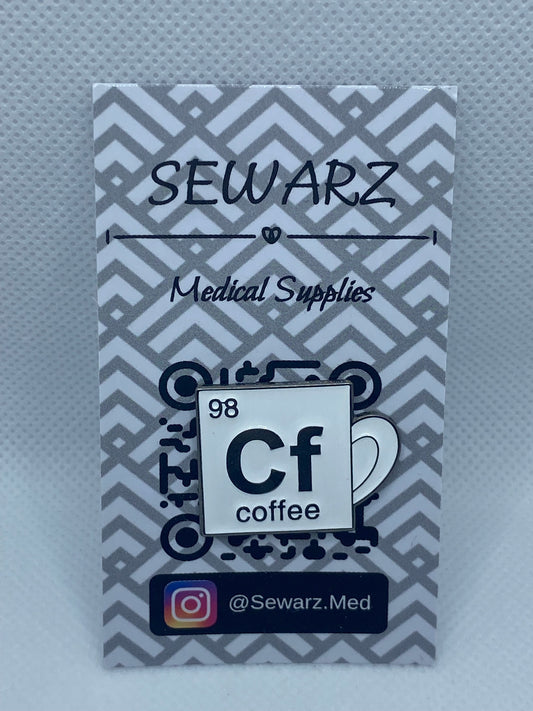 SEWARZ
Medical Supplies
98
Cf
coffee
@Sewarz.Med